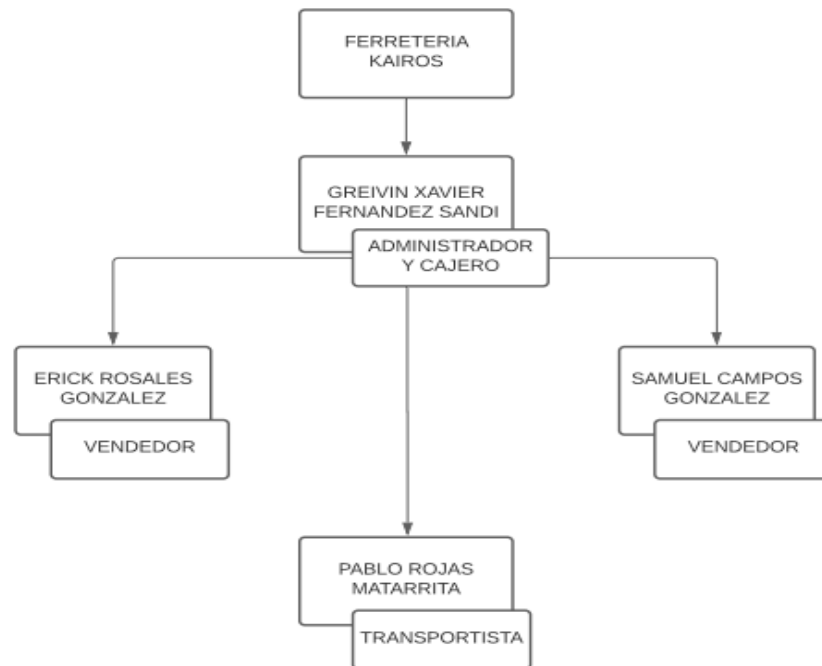 FERRETERIA
KAIROS
GREIVIN XAVIER
FERNANDEZ SANDI
ADMINISTRADOR
Y CAJERO
ERICK ROSALES
GONZALEZ
VENDEDOR
SAMUEL CAMPOS
GONZALEZ
VENDEDOR
PABLO ROJAS
MATARRITA
TRANSPORTISTA